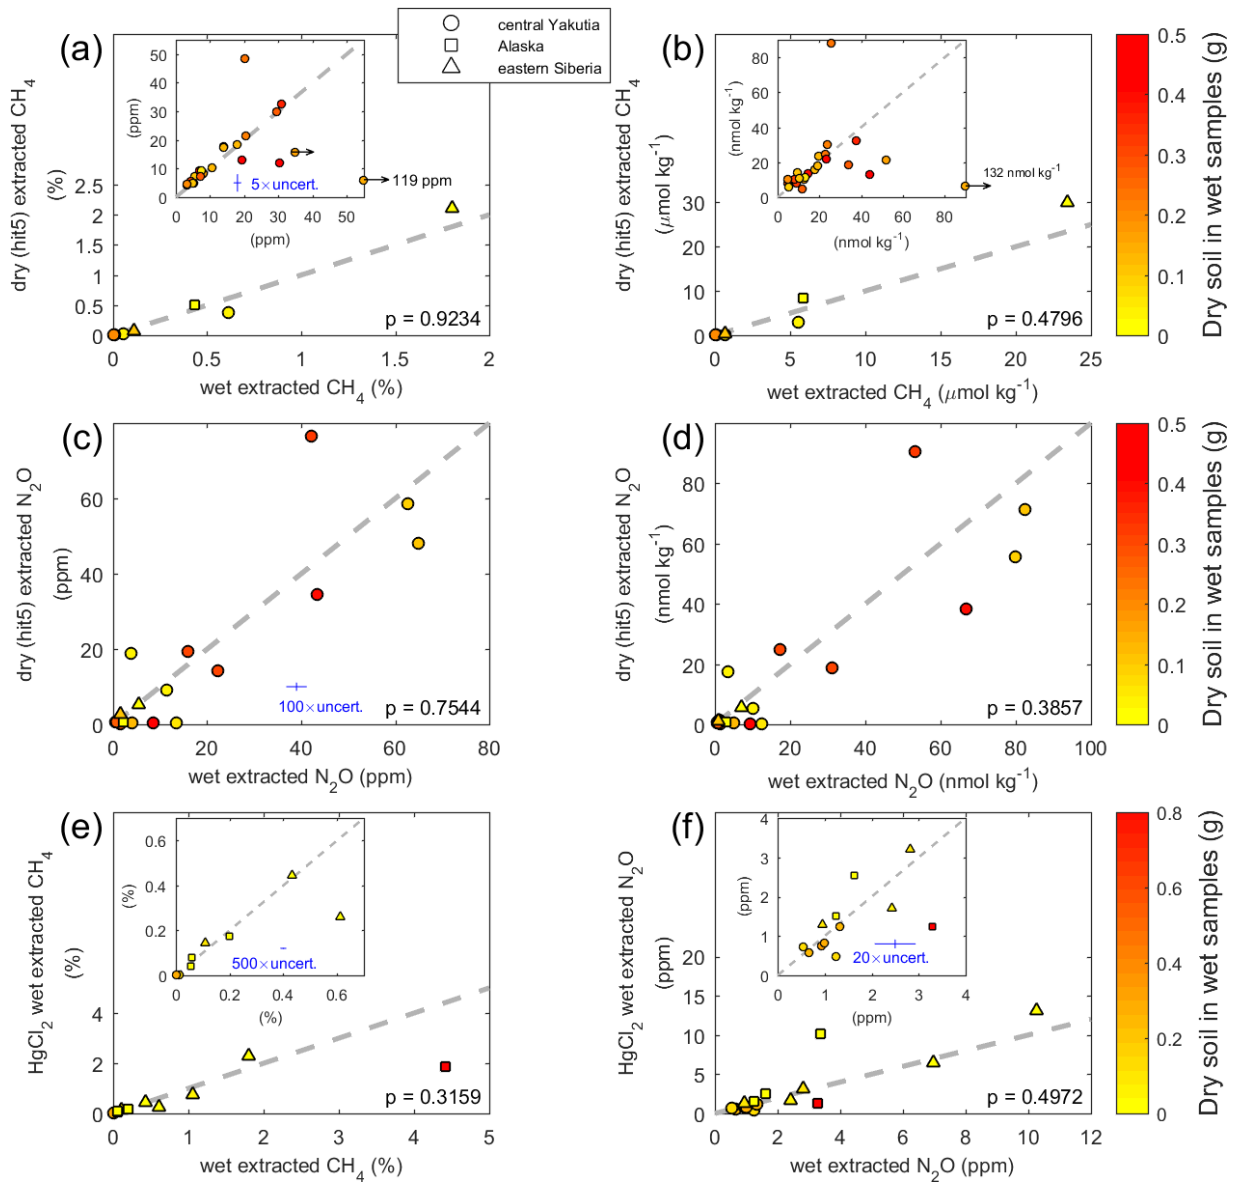 central Yakutia
Alaska
eastern Siberia
(a)
dry (hit5) extracted CH4
(%)
2.5
2
1.5
1
0.5
0
0
0.5
1
1.5
2
wet extracted CH4 (%)
p = 0.9234
(ppm)
50
40
30
20
10
0
0
10
20
30
40
50
(ppm)
5×uncert.
119 ppm
(b)
dry (hit5) extracted CH4
(μmol kg-1)
30
20
10
0
0
5
10
15
20
25
wet extracted CH4 (μmol kg-1)
p = 0.4796
(nmol kg-1)
80
60
40
20
0
0
20
40
60
80
(nmol kg-1)
132 nmol kg-1
0.5
0.4
0.3
0.2
0.1
0
Dry soil in wet samples (g)
(c)
dry (hit5) extracted N2O
(ppm)
60
40
20
0
0
20
40
60
80
wet extracted N2O (ppm)
100×uncert.
p = 0.7544
(d)
dry (hit5) extracted N2O
(nmol kg-1)
80
60
40
20
0
0
20
40
60
80
100
wet extracted N2O (nmol kg-1)
p = 0.3857
0.5
0.4
0.3
0.2
0.1
0
Dry soil in wet samples (g)
(e)
HgCl2 wet extracted CH4
(%)
4
2
0
0
1
2
3
4
5
wet extracted CH4 (%)
p = 0.3159
(%)
0.6
0.4
0.2
0
0
0.2
0.4
0.6
(%)
500×uncert.
(f)
HgCl2 wet extracted N2O
(ppm)
20
15
10
5
0
0
2
4
6
8
10
12
wet extracted N2O (ppm)
p = 0.4972
(ppm)
4
3
2
1
0
0
1
2
3
4
(ppm)
20×uncert.
0.8
0.6
0.4
0.2
0
Dry soil in wet samples (g)